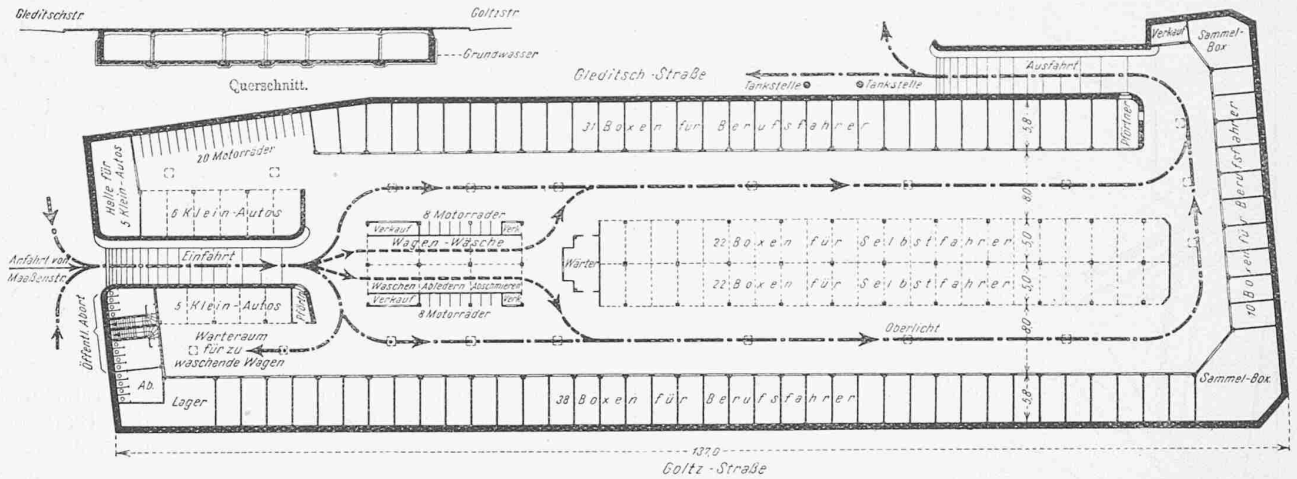 Gleditschstr.
Goltzstr.
Grundwasser
Querschnitt.
Gleditsch-Straße
Tankstelle
Tankstelle
Ausfahrt
Verkauf
Sammel-Box
31 Boxen für Berufsfahrer
Pförtner
5,8
20 Motorräder
Halle für
5 Klein-Autos
6 Klein-Autos
8,0
10 Boxen für Berufsfahrer
8 Motorräder
Verkauf
Verk.
Wagen-Wäsche
22 Boxen für Selbstfahrer
5,0
Wärter
Anfahrt von
Maaßenstr.
Einfahrt
Waschen Abledern Abschmieren
Verkauf
Verk.
8 Motorräder
22 Boxen für Selbstfahrer
5,0
5 Klein-Autos
Pförtner
Öffentl. Abort
Warteraum
für zu
waschende Wagen
Oberlicht
8,0
Ab.
Lager
38 Boxen für Berufsfahrer
5,8
Sammel-Box
137,0
Goltz-Straße